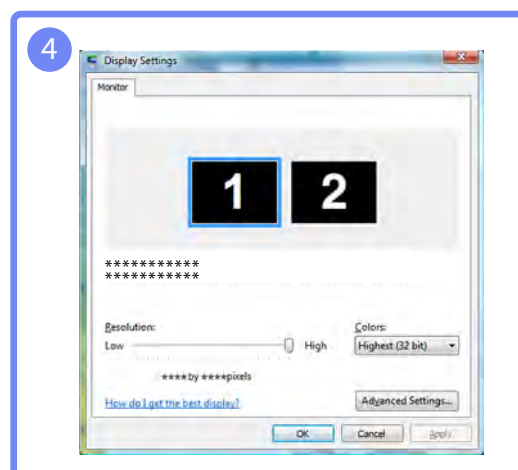 4
Display Settings
Monitor
1 2
***********
***********
Resolution: Colors:
Low High Highest (32 bit)
****by ****pixels
How do I get the best display? Advanced Settings...
OK Cancel Apply